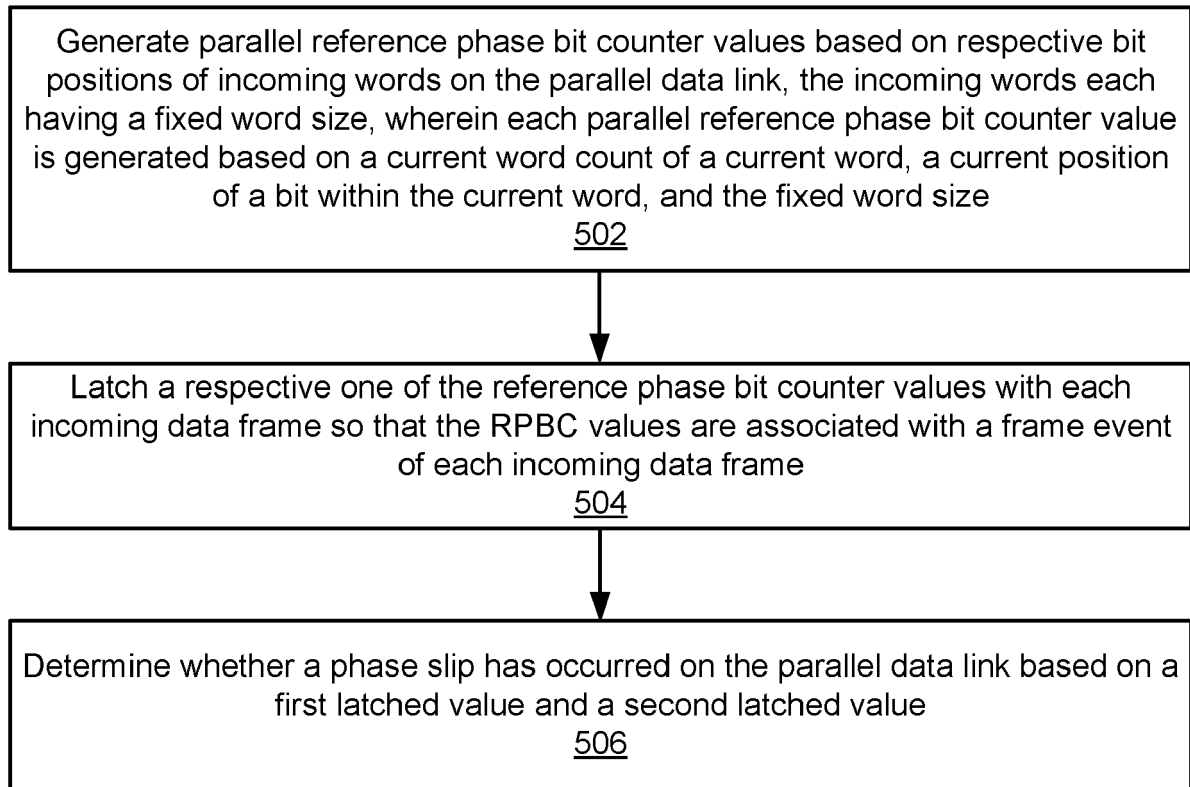 Generate parallel reference phase bit counter values based on respective bit
positions of incoming words on the parallel data link, the incoming words each
having a fixed word size, wherein each parallel reference phase bit counter value
is generated based on a current word count of a current word, a current position
of a bit within the current word, and the fixed word size
502
Latch a respective one of the reference phase bit counter values with each
incoming data frame so that the RPBC values are associated with a frame event
of each incoming data frame
504
Determine whether a phase slip has occurred on the parallel data link based on a
first latched value and a second latched value
506